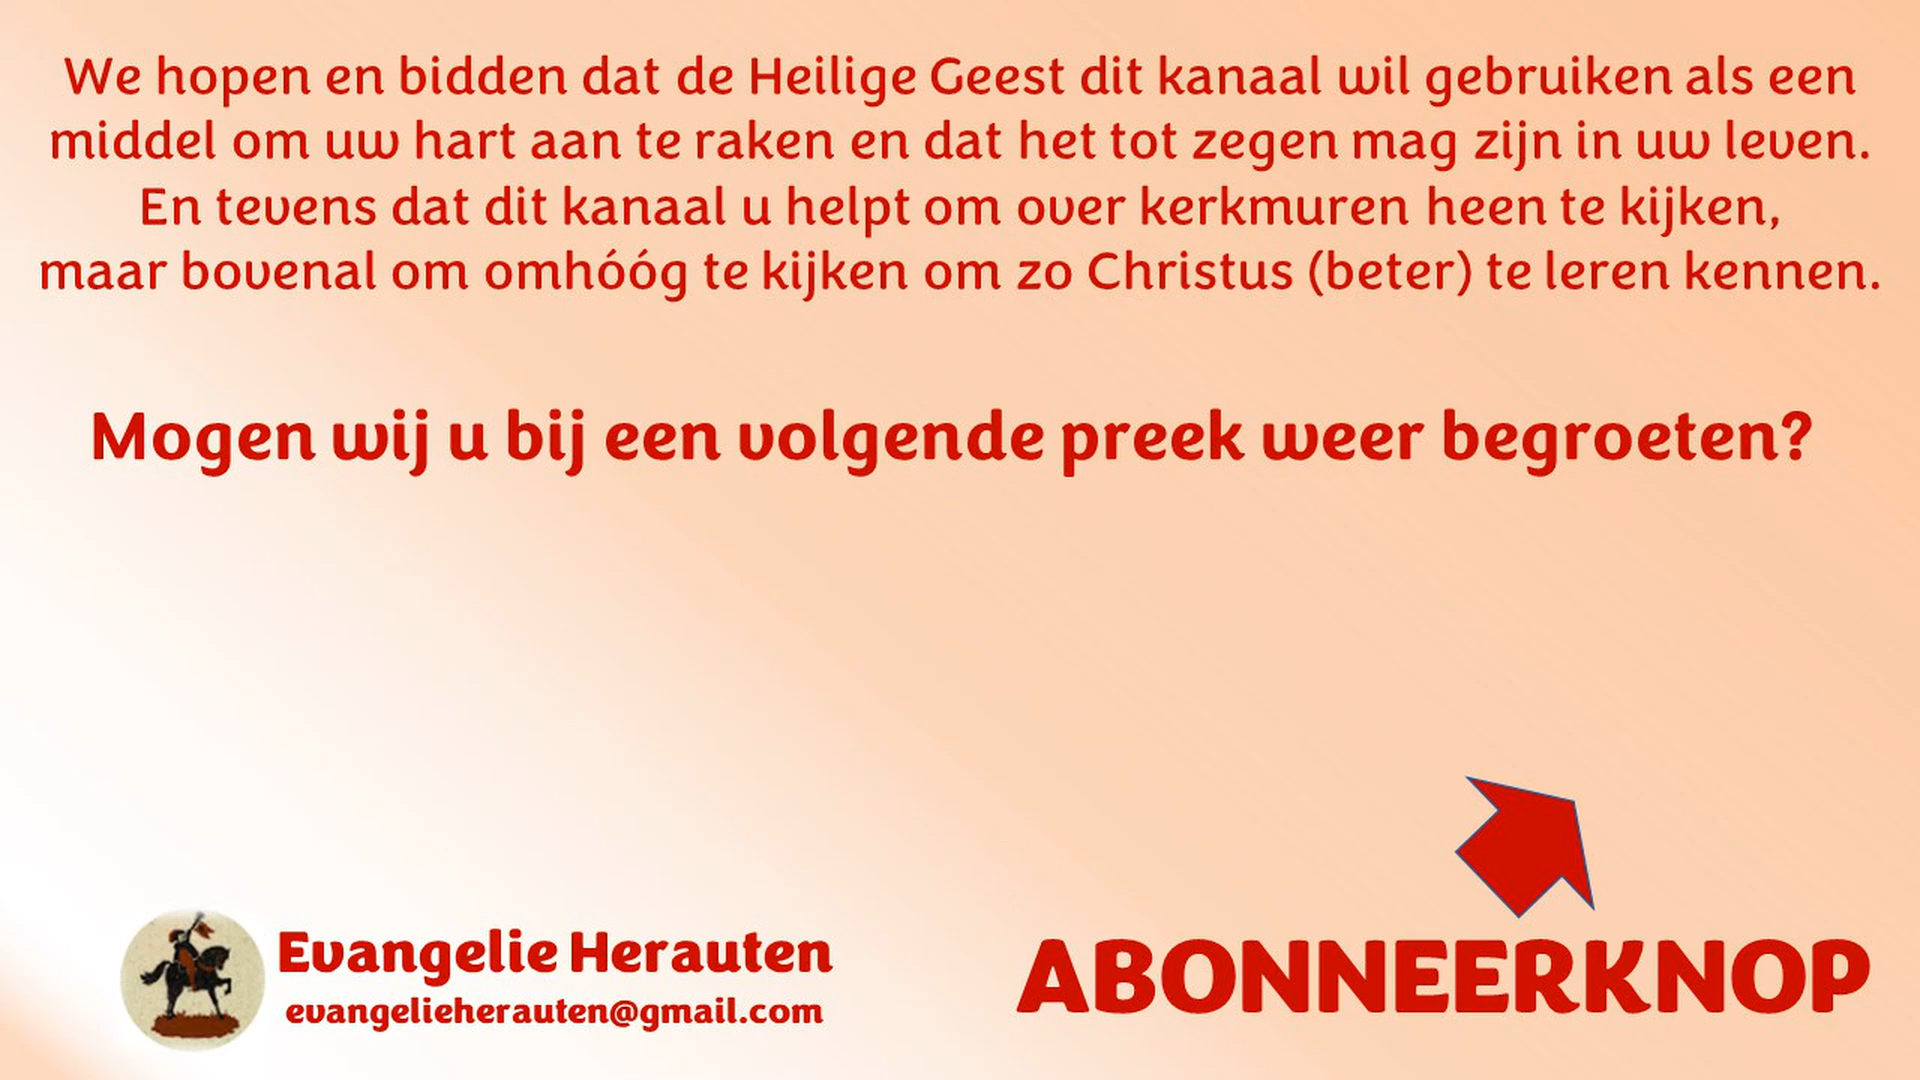 We hopen en bidden dat de Heilige Geest dit kanaal wil gebruiken als een
middel om uw hart aan te raken en dat het tot zegen mag zijn in uw leven.
En tevens dat dit kanaal u helpt om over kerkmuren heen te kijken,
maar bovenal om omhóóg te kijken om zo Christus (beter) te leren kennen.
Mogen wij u bij een volgende preek weer begroeten?
Evangelie Herauten
evangelieherauten@gmail.com
ABONNEERKNOP